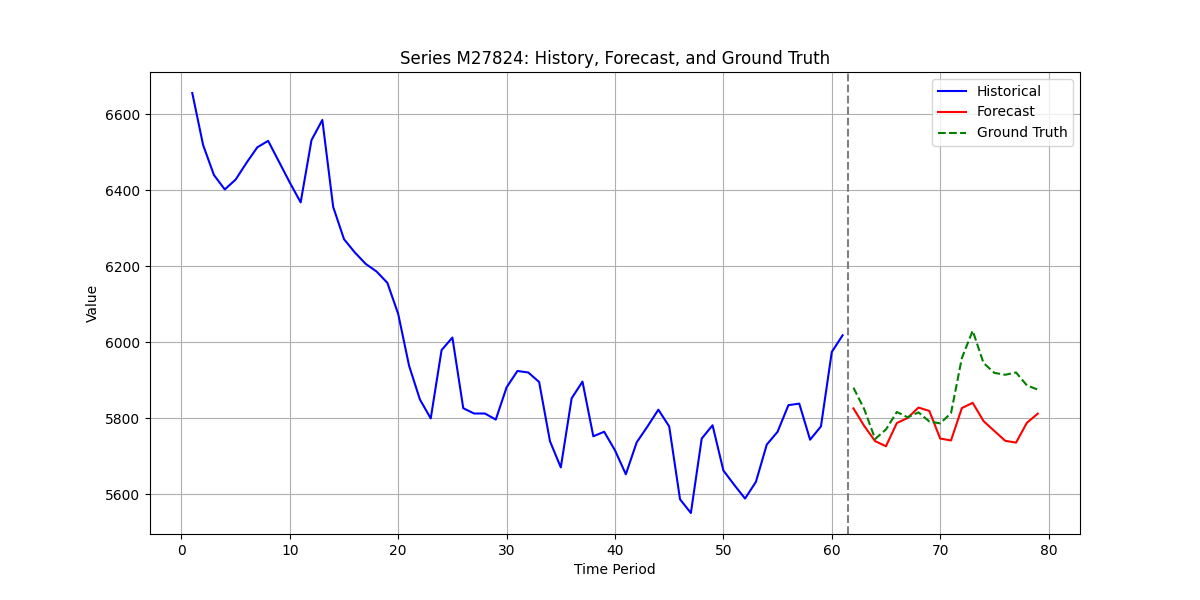 Series M27824: History, Forecast, and Ground Truth
Historical
Forecast
Ground Truth
6600
6400
6200
6000
5800
5600
Value
0 10 20 30 40 50 60 70 80
Time Period